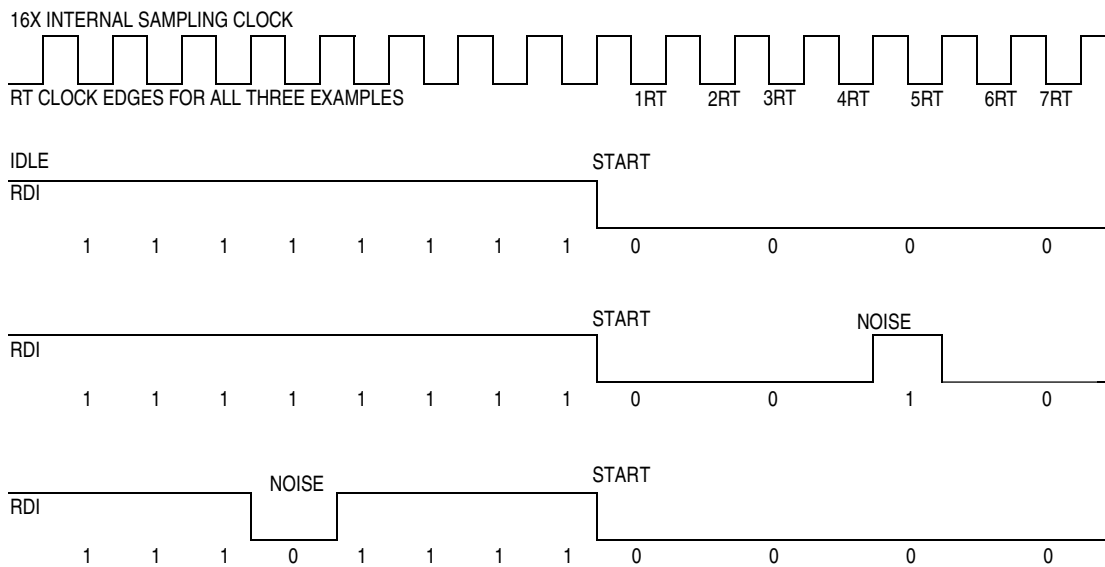 16X INTERNAL SAMPLING CLOCK
RT CLOCK EDGES FOR ALL THREE EXAMPLES
1RT 2RT 3RT 4RT 5RT 6RT 7RT
IDLE START
RDI
1 1 1 1 1 1 1 1 0 0 0 0
START NOISE
RDI
1 1 1 1 1 1 1 1 0 0 1 0
NOISE START
RDI
1 1 1 0 1 1 1 1 0 0 0 0